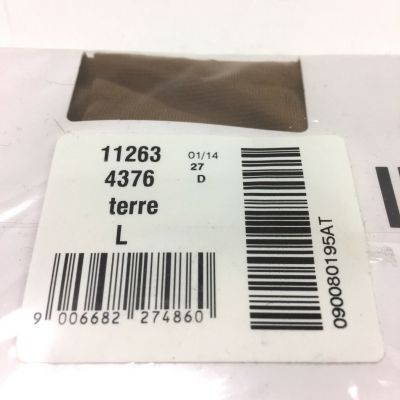 11263 01/14
4376 27
D
terre
L
9 006682 274860
090080195AT